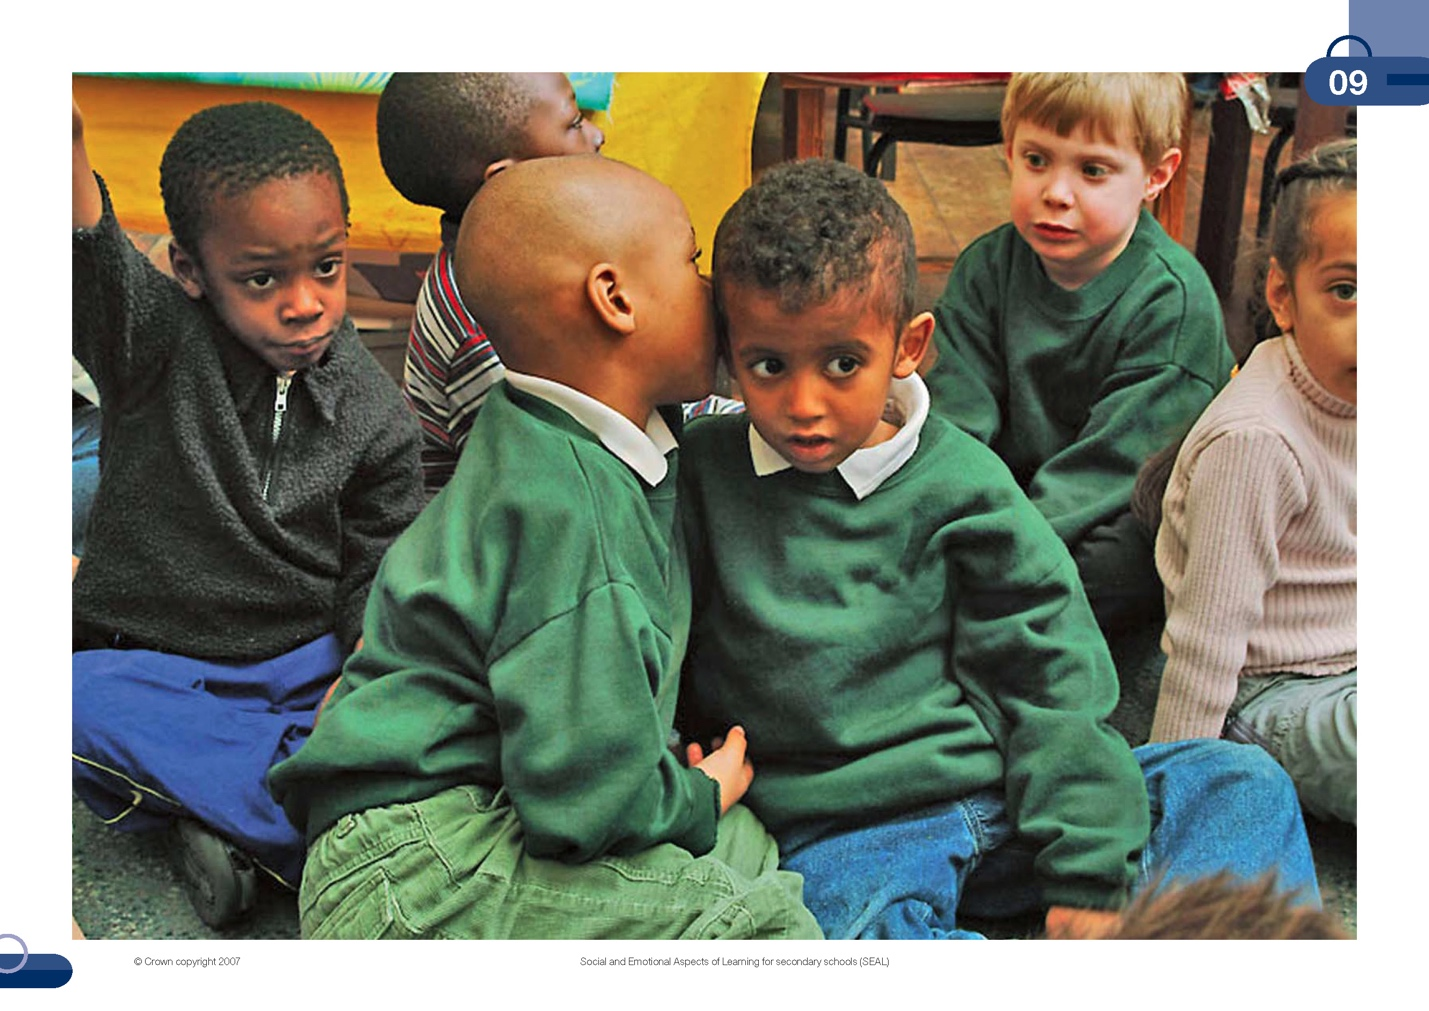 09
© Crown copyright 2007
Social and Emotional Aspects of Learning for secondary schools (SEAL)